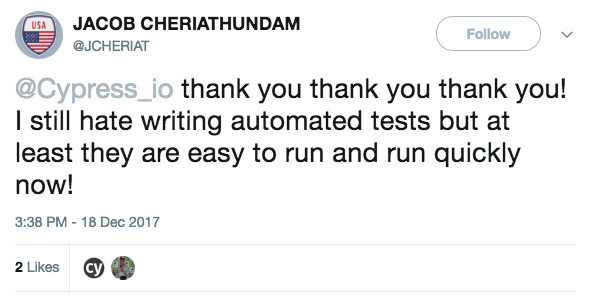 USA
JACOB CHERIATHUNDAM
@JCHERIAT
Follow
@Cypress_io thank you thank you thank you!
I still hate writing automated tests but at
least they are easy to run and run quickly
now!
3:38 PM - 18 Dec 2017
2 Likes
cy